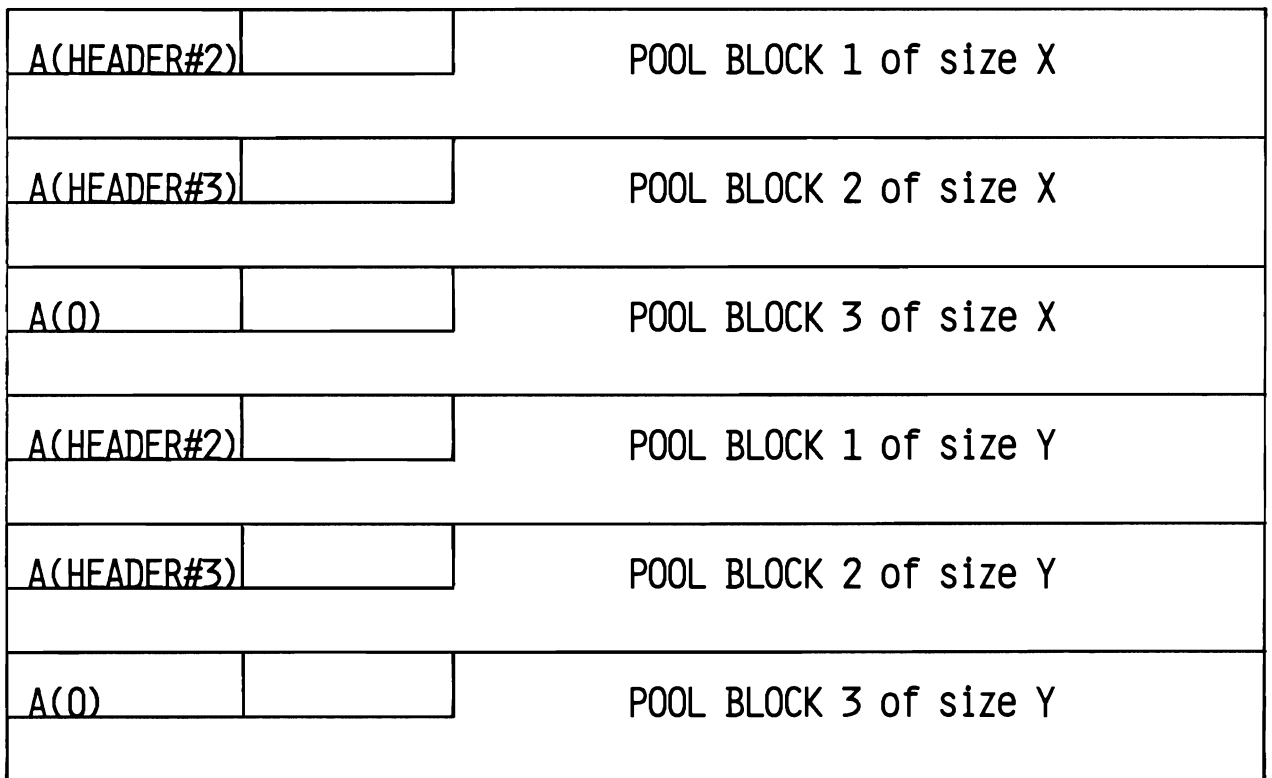 A(HEADER#2) POOL BLOCK 1 of size X
A(HEADER#3) POOL BLOCK 2 of size X
A(0) POOL BLOCK 3 of size X
A(HEADER#2) POOL BLOCK 1 of size Y
A(HEADER#3) POOL BLOCK 2 of size Y
A(0) POOL BLOCK 3 of size Y